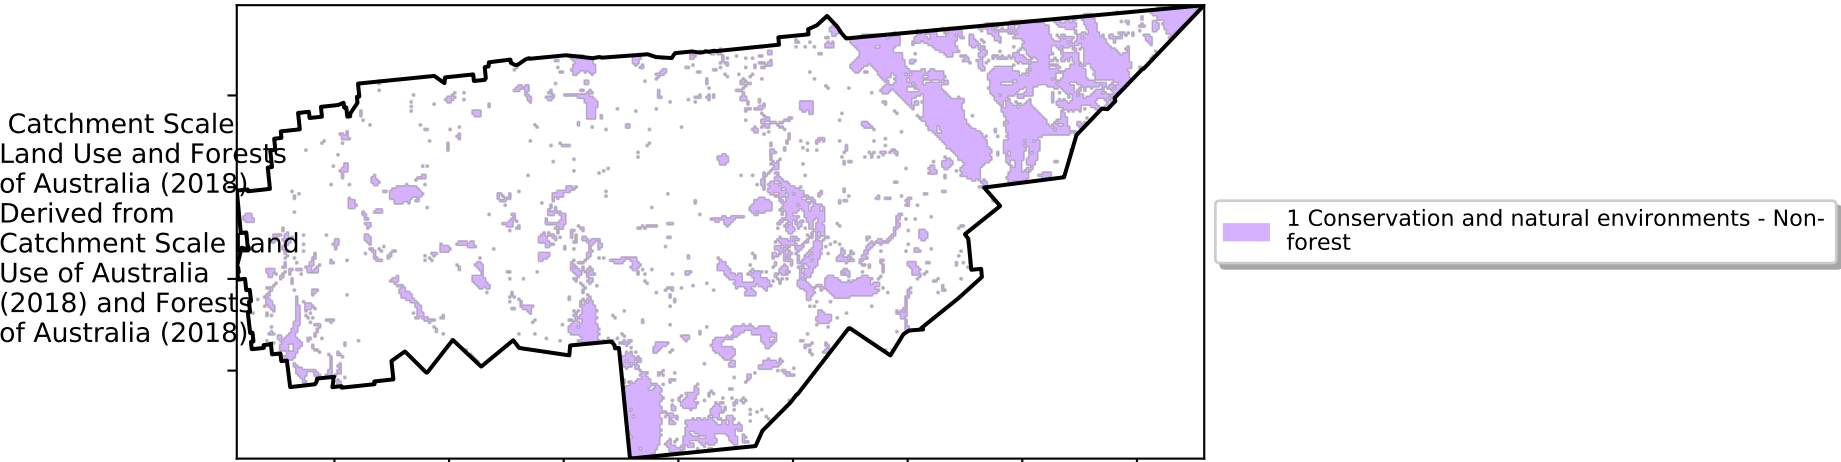 Catchment Scale
Land Use and Forests
of Australia (2018)
Derived from
Catchment Scale Land
Use of Australia
(2018) and Forests
of Australia (2018)
1 Conservation and natural environments - Non-
forest